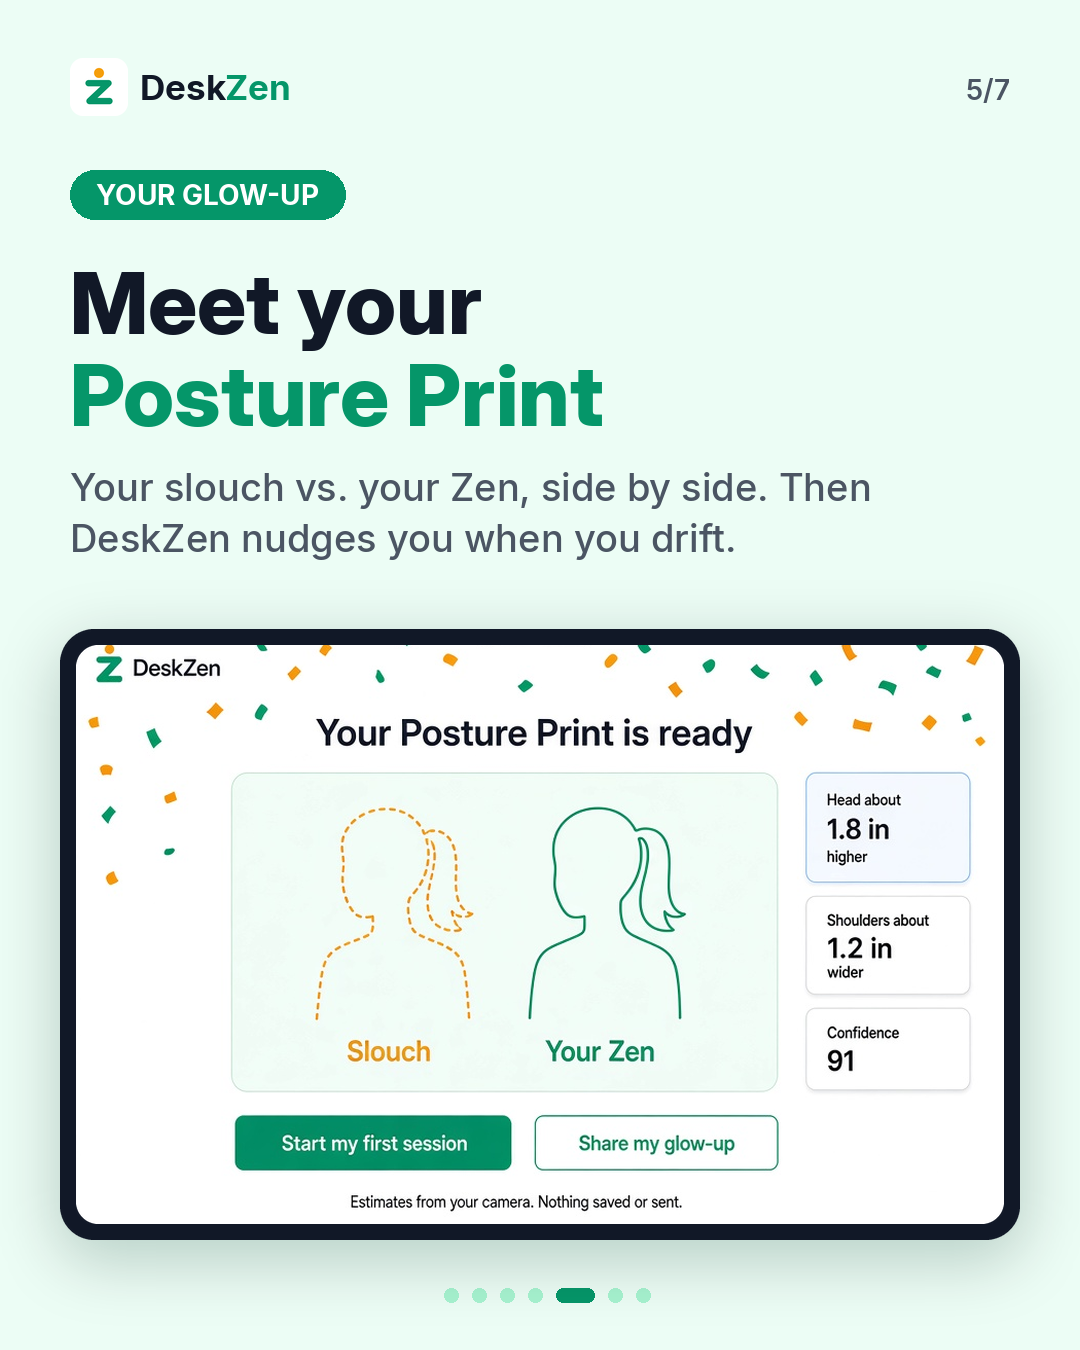 DeskZen
5/7
YOUR GLOW-UP
Meet your
Posture Print
Your slouch vs. your Zen, side by side. Then
DeskZen nudges you when you drift.
DeskZen
Your Posture Print is ready
Slouch
Your Zen
Head about
1.8 in
higher
Shoulders about
1.2 in
wider
Confidence
91
Start my first session
Share my glow-up
Estimates from your camera. Nothing saved or sent.